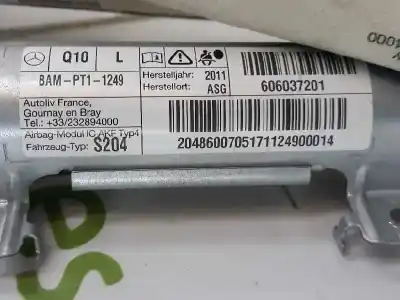 Q10 L
BAM-PT1-1249
Herstelljahr: 2011
Herstellort: ASG
606037201
Autoliv France,
Gournay en Bray
Tel.: +33/232894000
Airbag-Modul IC AKF Typ4
Fahrzeug-Typ: S204
2048600705171124900014